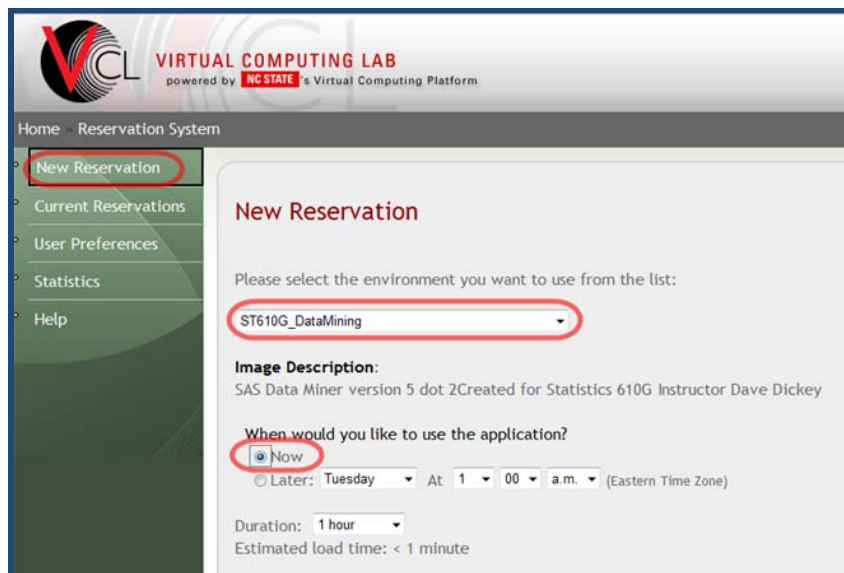 VCL
VIRTUAL COMPUTING LAB
powered by NC STATE's Virtual Computing Platform
Home Reservation System
New Reservation
Current Reservations
User Preferences
Statistics
Help
New Reservation
Please select the environment you want to use from the list:
ST610G_DataMining
Image Description:
SAS Data Miner version 5 dot 2Created for Statistics 610G Instructor Dave Dickey
When would you like to use the application?
Now
Later: Tuesday At 1 00 a.m. (Eastern Time Zone)
Duration: 1 hour
Estimated load time: < 1 minute